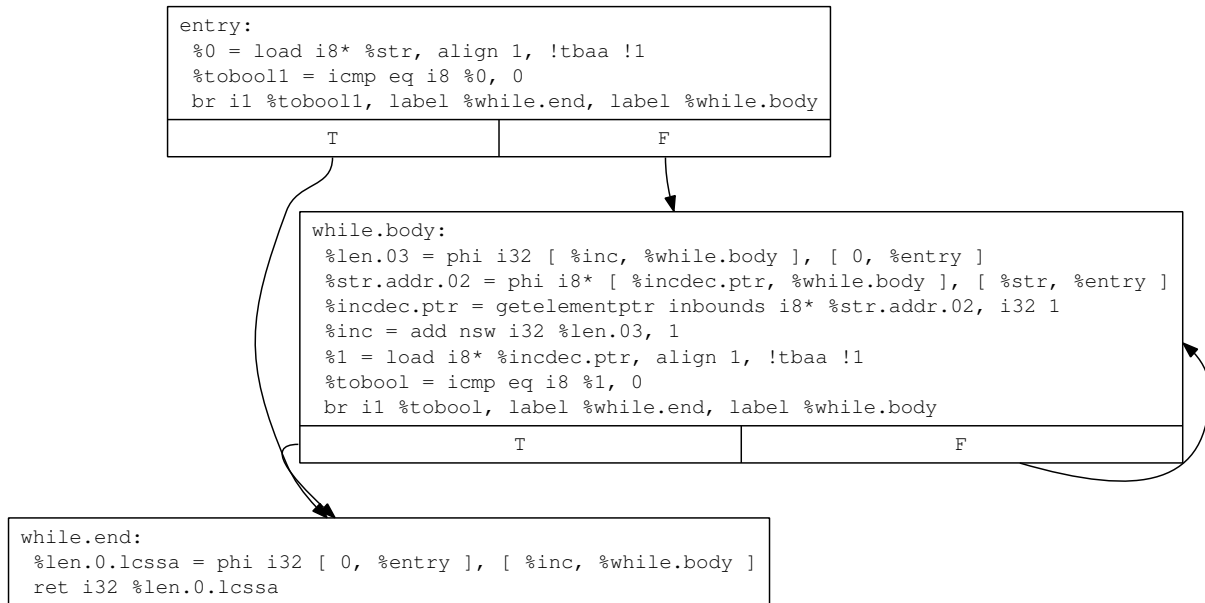 entry:
%0 = load i8* %str, align 1, !tbaa !1
%tobool1 = icmp eq i8 %0, 0
br i1 %tobool1, label %while.end, label %while.body
T F
while.body:
%len.03 = phi i32 [ %inc, %while.body ], [ 0, %entry ]
%str.addr.02 = phi i8* [ %incdec.ptr, %while.body ], [ %str, %entry ]
%incdec.ptr = getelementptr inbounds i8* %str.addr.02, i32 1
%inc = add nsw i32 %len.03, 1
%1 = load i8* %incdec.ptr, align 1, !tbaa !1
%tobool = icmp eq i8 %1, 0
br i1 %tobool, label %while.end, label %while.body
T F
while.end:
%len.0.lcssa = phi i32 [ 0, %entry ], [ %inc, %while.body ]
ret i32 %len.0.lcssa